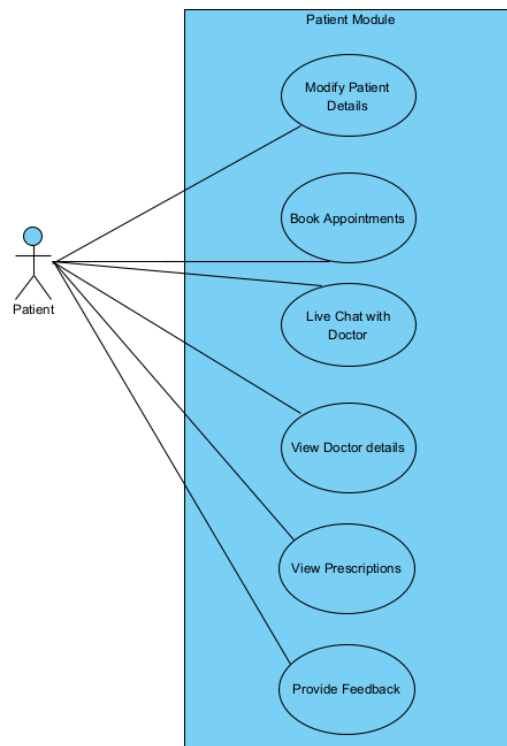 Patient Module
Modify Patient
Details
Book Appointments
Patient
Live Chat with
Doctor
View Doctor details
View Prescriptions
Provide Feedback